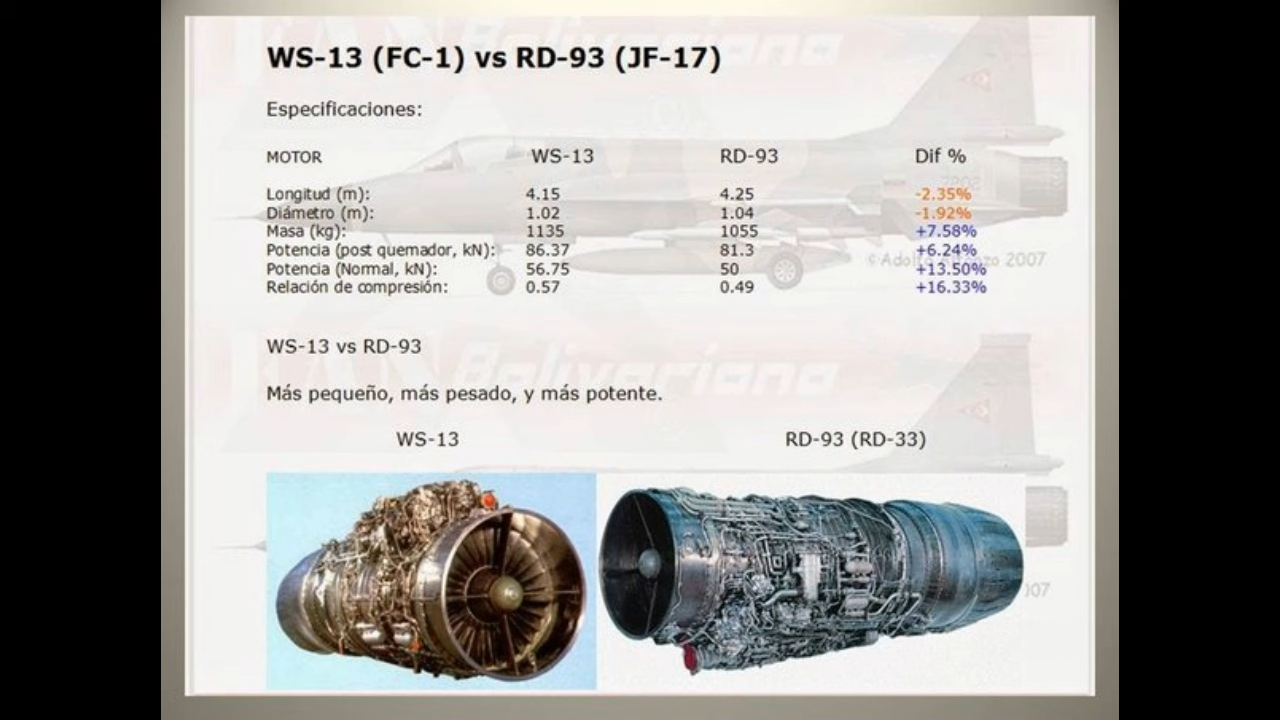 WS-13 (FC-1) vs RD-93 (JF-17)
Especificaciones:
MOTOR WS-13 RD-93 Dif %
Longitud (m): 4.15 4.25 -2.35%
Diámetro (m): 1.02 1.04 -1.92%
Masa (kg): 1135 1055 +7.58%
Potencia (post quemador, kN): 86.37 81.3 +6.24%
Potencia (Normal, kN): 56.75 50 +13.50%
Relación de compresión: 0.57 0.49 +16.33%
WS-13 vs RD-93
Más pequeño, más pesado, y más potente.
WS-13 RD-93 (RD-33)
Bolivariana
Bolivariana
2007